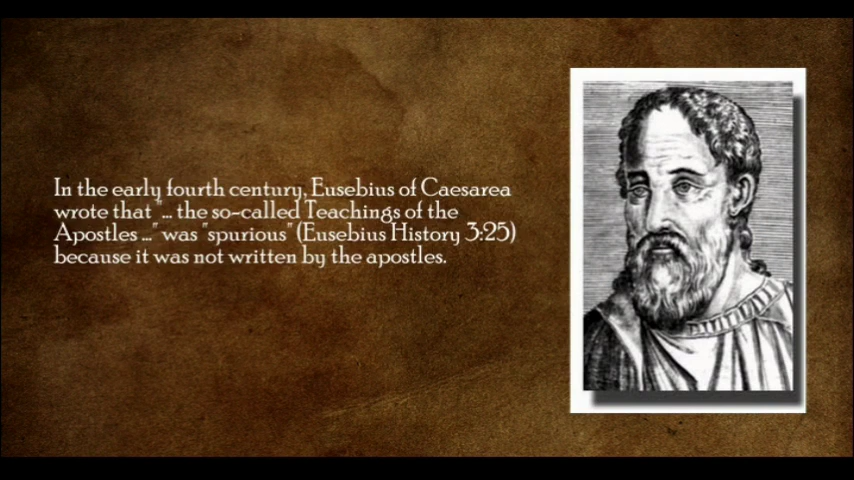 In the early fourth century, Eusebius of Caesarea
wrote that "... the so-called Teachings of the
Apostles ..." was "spurious" (Eusebius History 3:25)
because it was not written by the apostles.